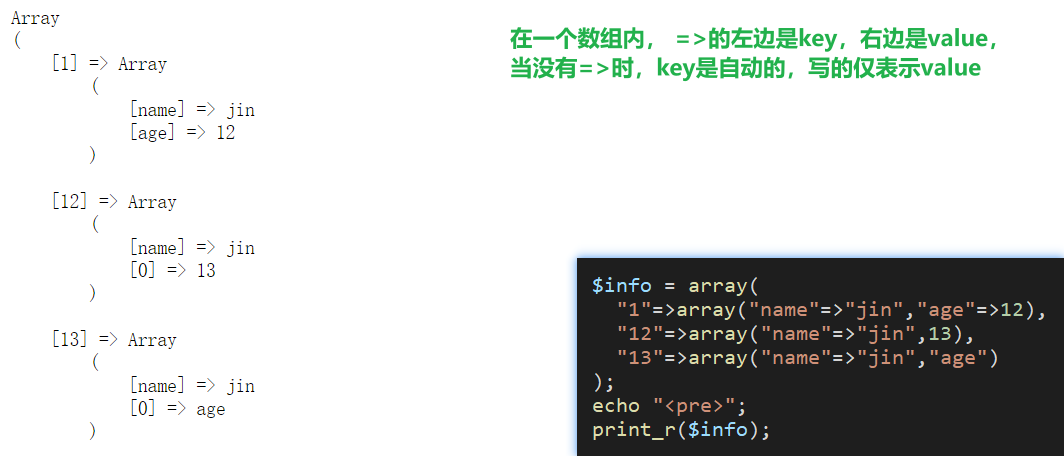 Array
(
[1] => Array
(
[name] => jin
[age] => 12
)
[12] => Array
(
[name] => jin
[0] => 13
)
[13] => Array
(
[name] => jin
[0] => age
)
在一个数组内， =>的左边是key，右边是value，
当没有=>时，key是自动的，写的仅表示value
$info = array(
"1"=>array("name"=>"jin","age"=>12),
"12"=>array("name"=>"jin",13),
"13"=>array("name"=>"jin","age")
);
echo "<pre>";
print_r($info);